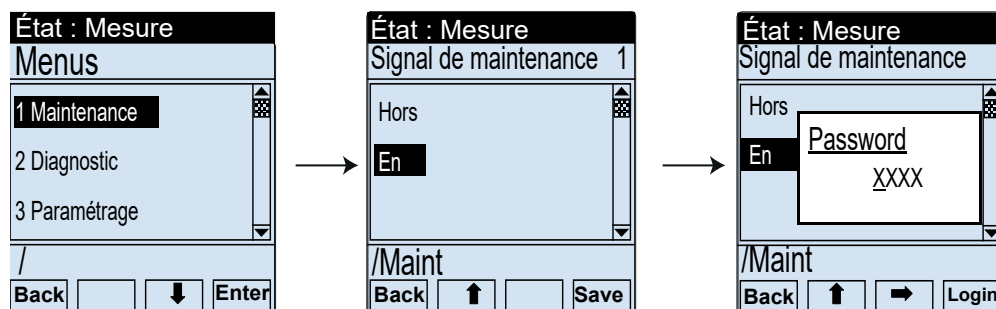 État : Mesure
Menus
1 Maintenance
2 Diagnostic
3 Paramétrage
/
Back
Enter
État : Mesure
Signal de maintenance 1
Hors
En
/Maint
Back
Save
État : Mesure
Signal de maintenance
Hors
En
Password
XXXX
/Maint
Back
Login